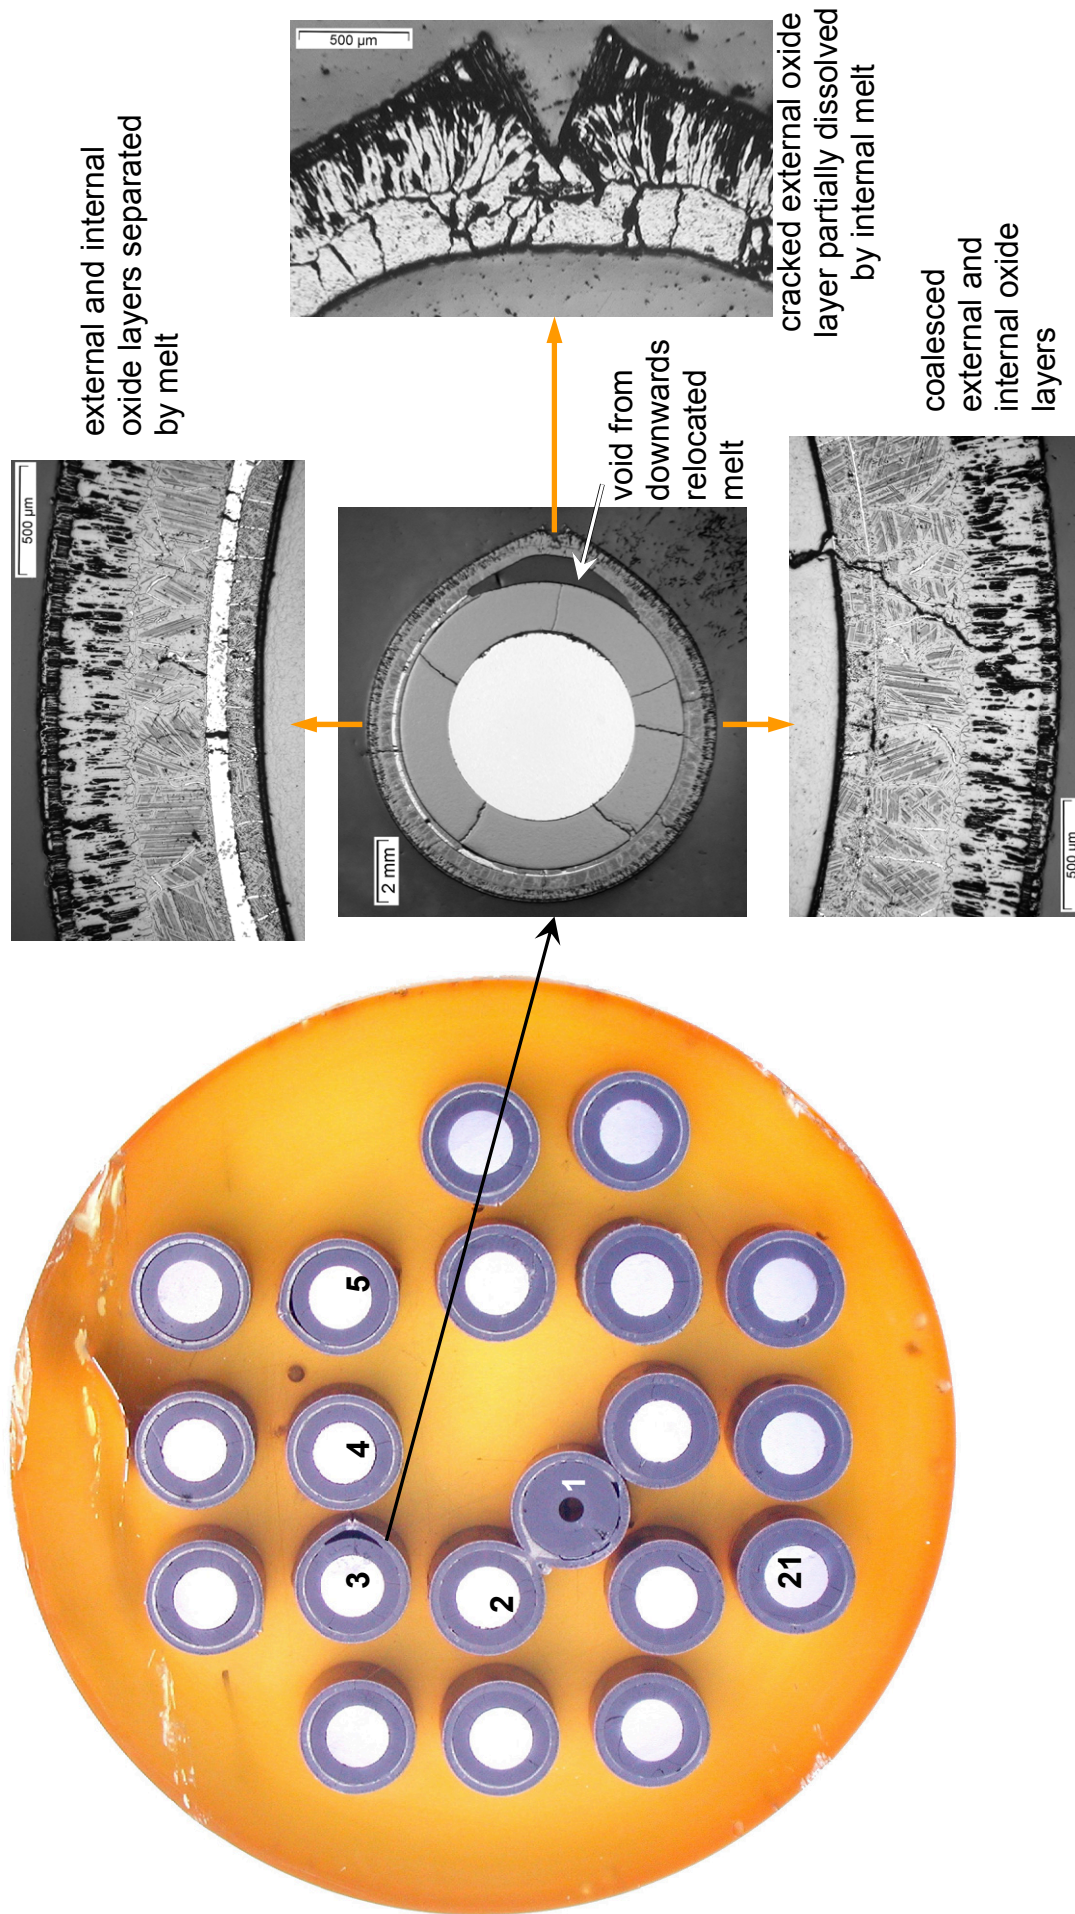 external and internal
oxide layers separated
by melt
500 µm
500 µm
cracked external oxide
layer partially dissolved
by internal melt
void from
downwards
relocated
melt
2 mm
coalesced
external and
internal oxide
layers
500 µm
5
4
3
2
1
21